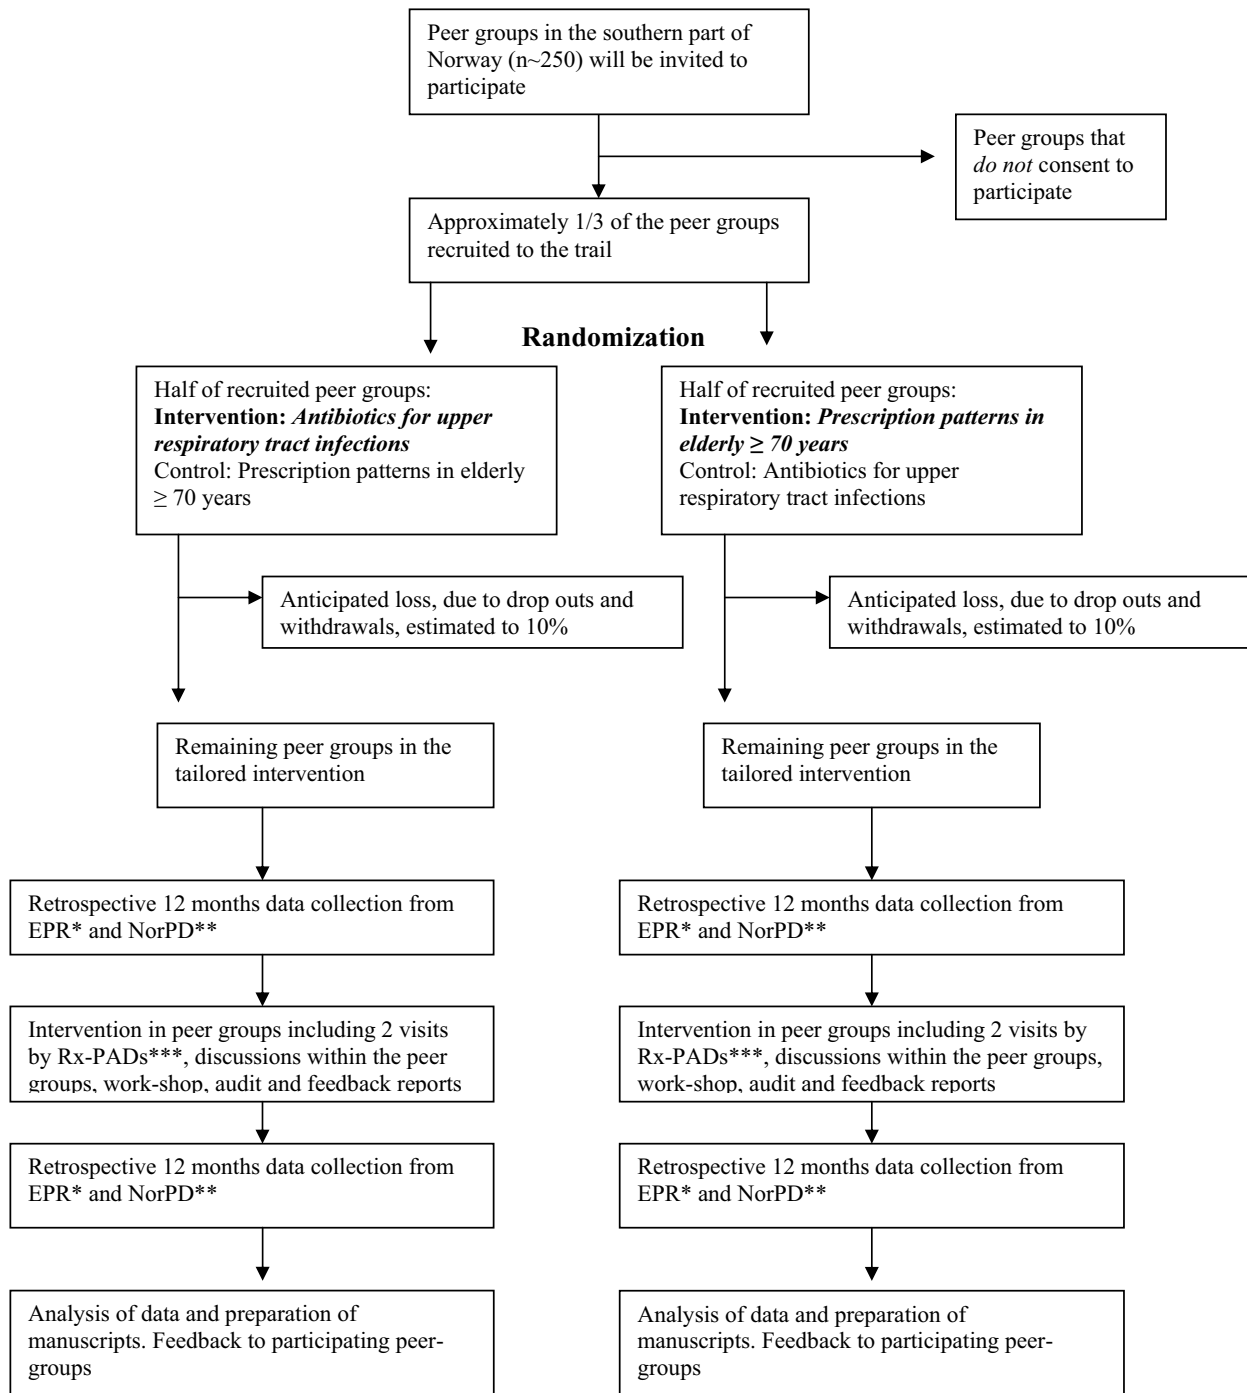 Peer groups in the southern part of
Norway (n~250) will be invited to
participate
Peer groups that
do not consent to
participate
Approximately 1/3 of the peer groups
recruited to the trail
Randomization
Half of recruited peer groups:
Intervention: Antibiotics for upper
respiratory tract infections
Control: Prescription patterns in elderly
≥ 70 years
Half of recruited peer groups:
Intervention: Prescription patterns in
elderly ≥ 70 years
Control: Antibiotics for upper
respiratory tract infections
Anticipated loss, due to drop outs and
withdrawals, estimated to 10%
Anticipated loss, due to drop outs and
withdrawals, estimated to 10%
Remaining peer groups in the
tailored intervention
Remaining peer groups in the
tailored intervention
Retrospective 12 months data collection from
EPR* and NorPD**
Retrospective 12 months data collection from
EPR* and NorPD**
Intervention in peer groups including 2 visits
by Rx-PADs***, discussions within the peer
groups, work-shop, audit and feedback reports
Intervention in peer groups including 2 visits by
Rx-PADs***, discussions within the peer groups,
work-shop, audit and feedback reports
Retrospective 12 months data collection from
EPR* and NorPD**
Retrospective 12 months data collection from
EPR* and NorPD**
Analysis of data and preparation of
manuscripts. Feedback to participating peer-
groups
Analysis of data and preparation of
manuscripts. Feedback to participating peer-
groups